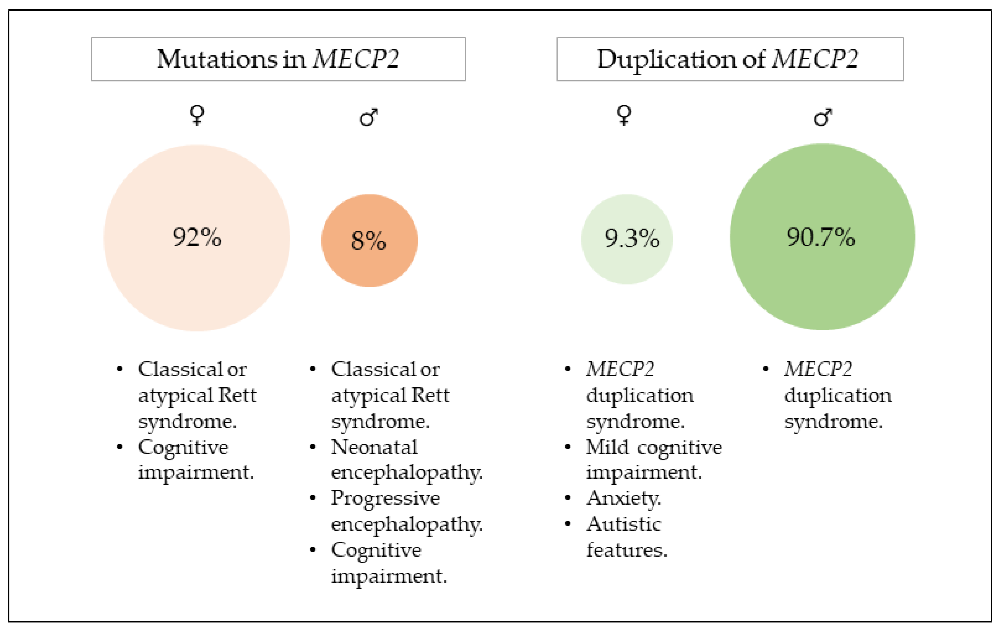 Mutations in MECP2
♀
♂
92%
8%
• Classical or
atypical Rett
syndrome.
• Cognitive
impairment.
• Classical or
atypical Rett
syndrome.
• Neonatal
encephalopathy.
• Progressive
encephalopathy.
• Cognitive
impairment.
Duplication of MECP2
♀
♂
9.3%
90.7%
• MECP2
duplication
syndrome.
• Mild cognitive
impairment.
• Anxiety.
• Autistic
features.
• MECP2
duplication
syndrome.